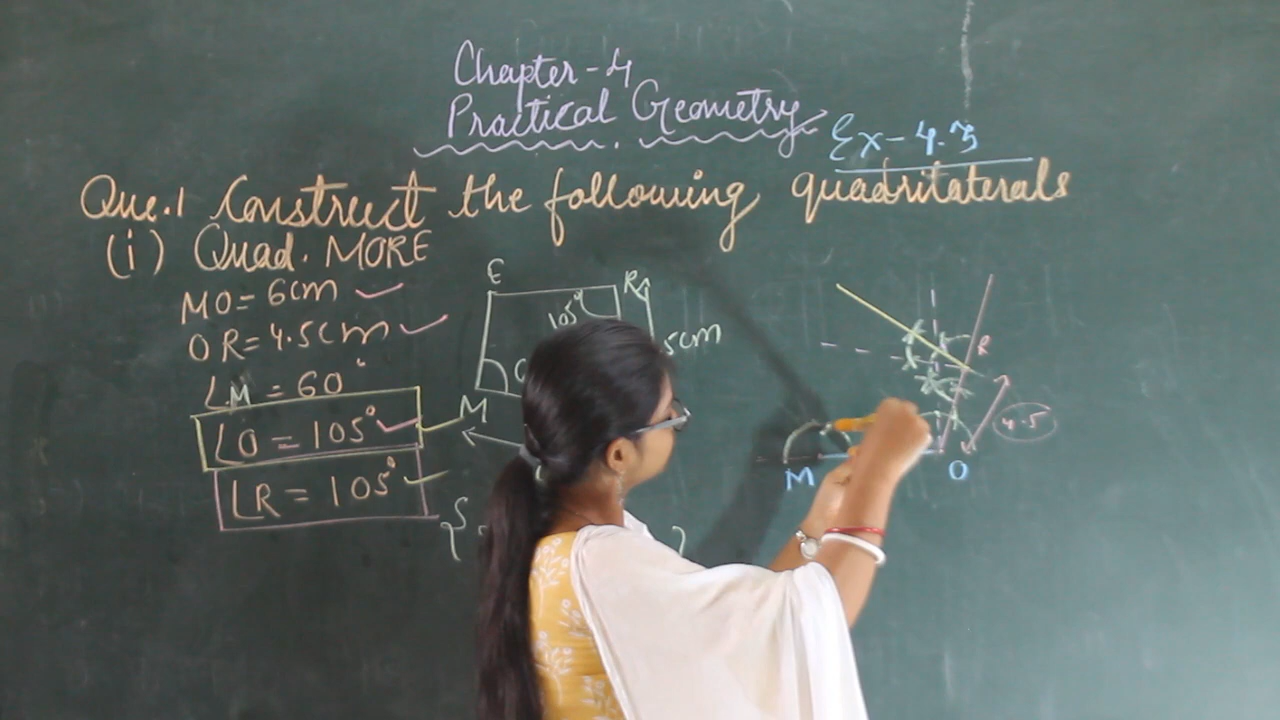 Chapter-4
Practical Geometry
Ex-4.3
Que.1 Construct the following quadritaterals
(i) Quad. MORE
MO = 6cm
OR = 4.5cm
∠M = 60°
∠O = 105°
∠R = 105°
E
R
105°
5cm
M
R
4.5
M
O